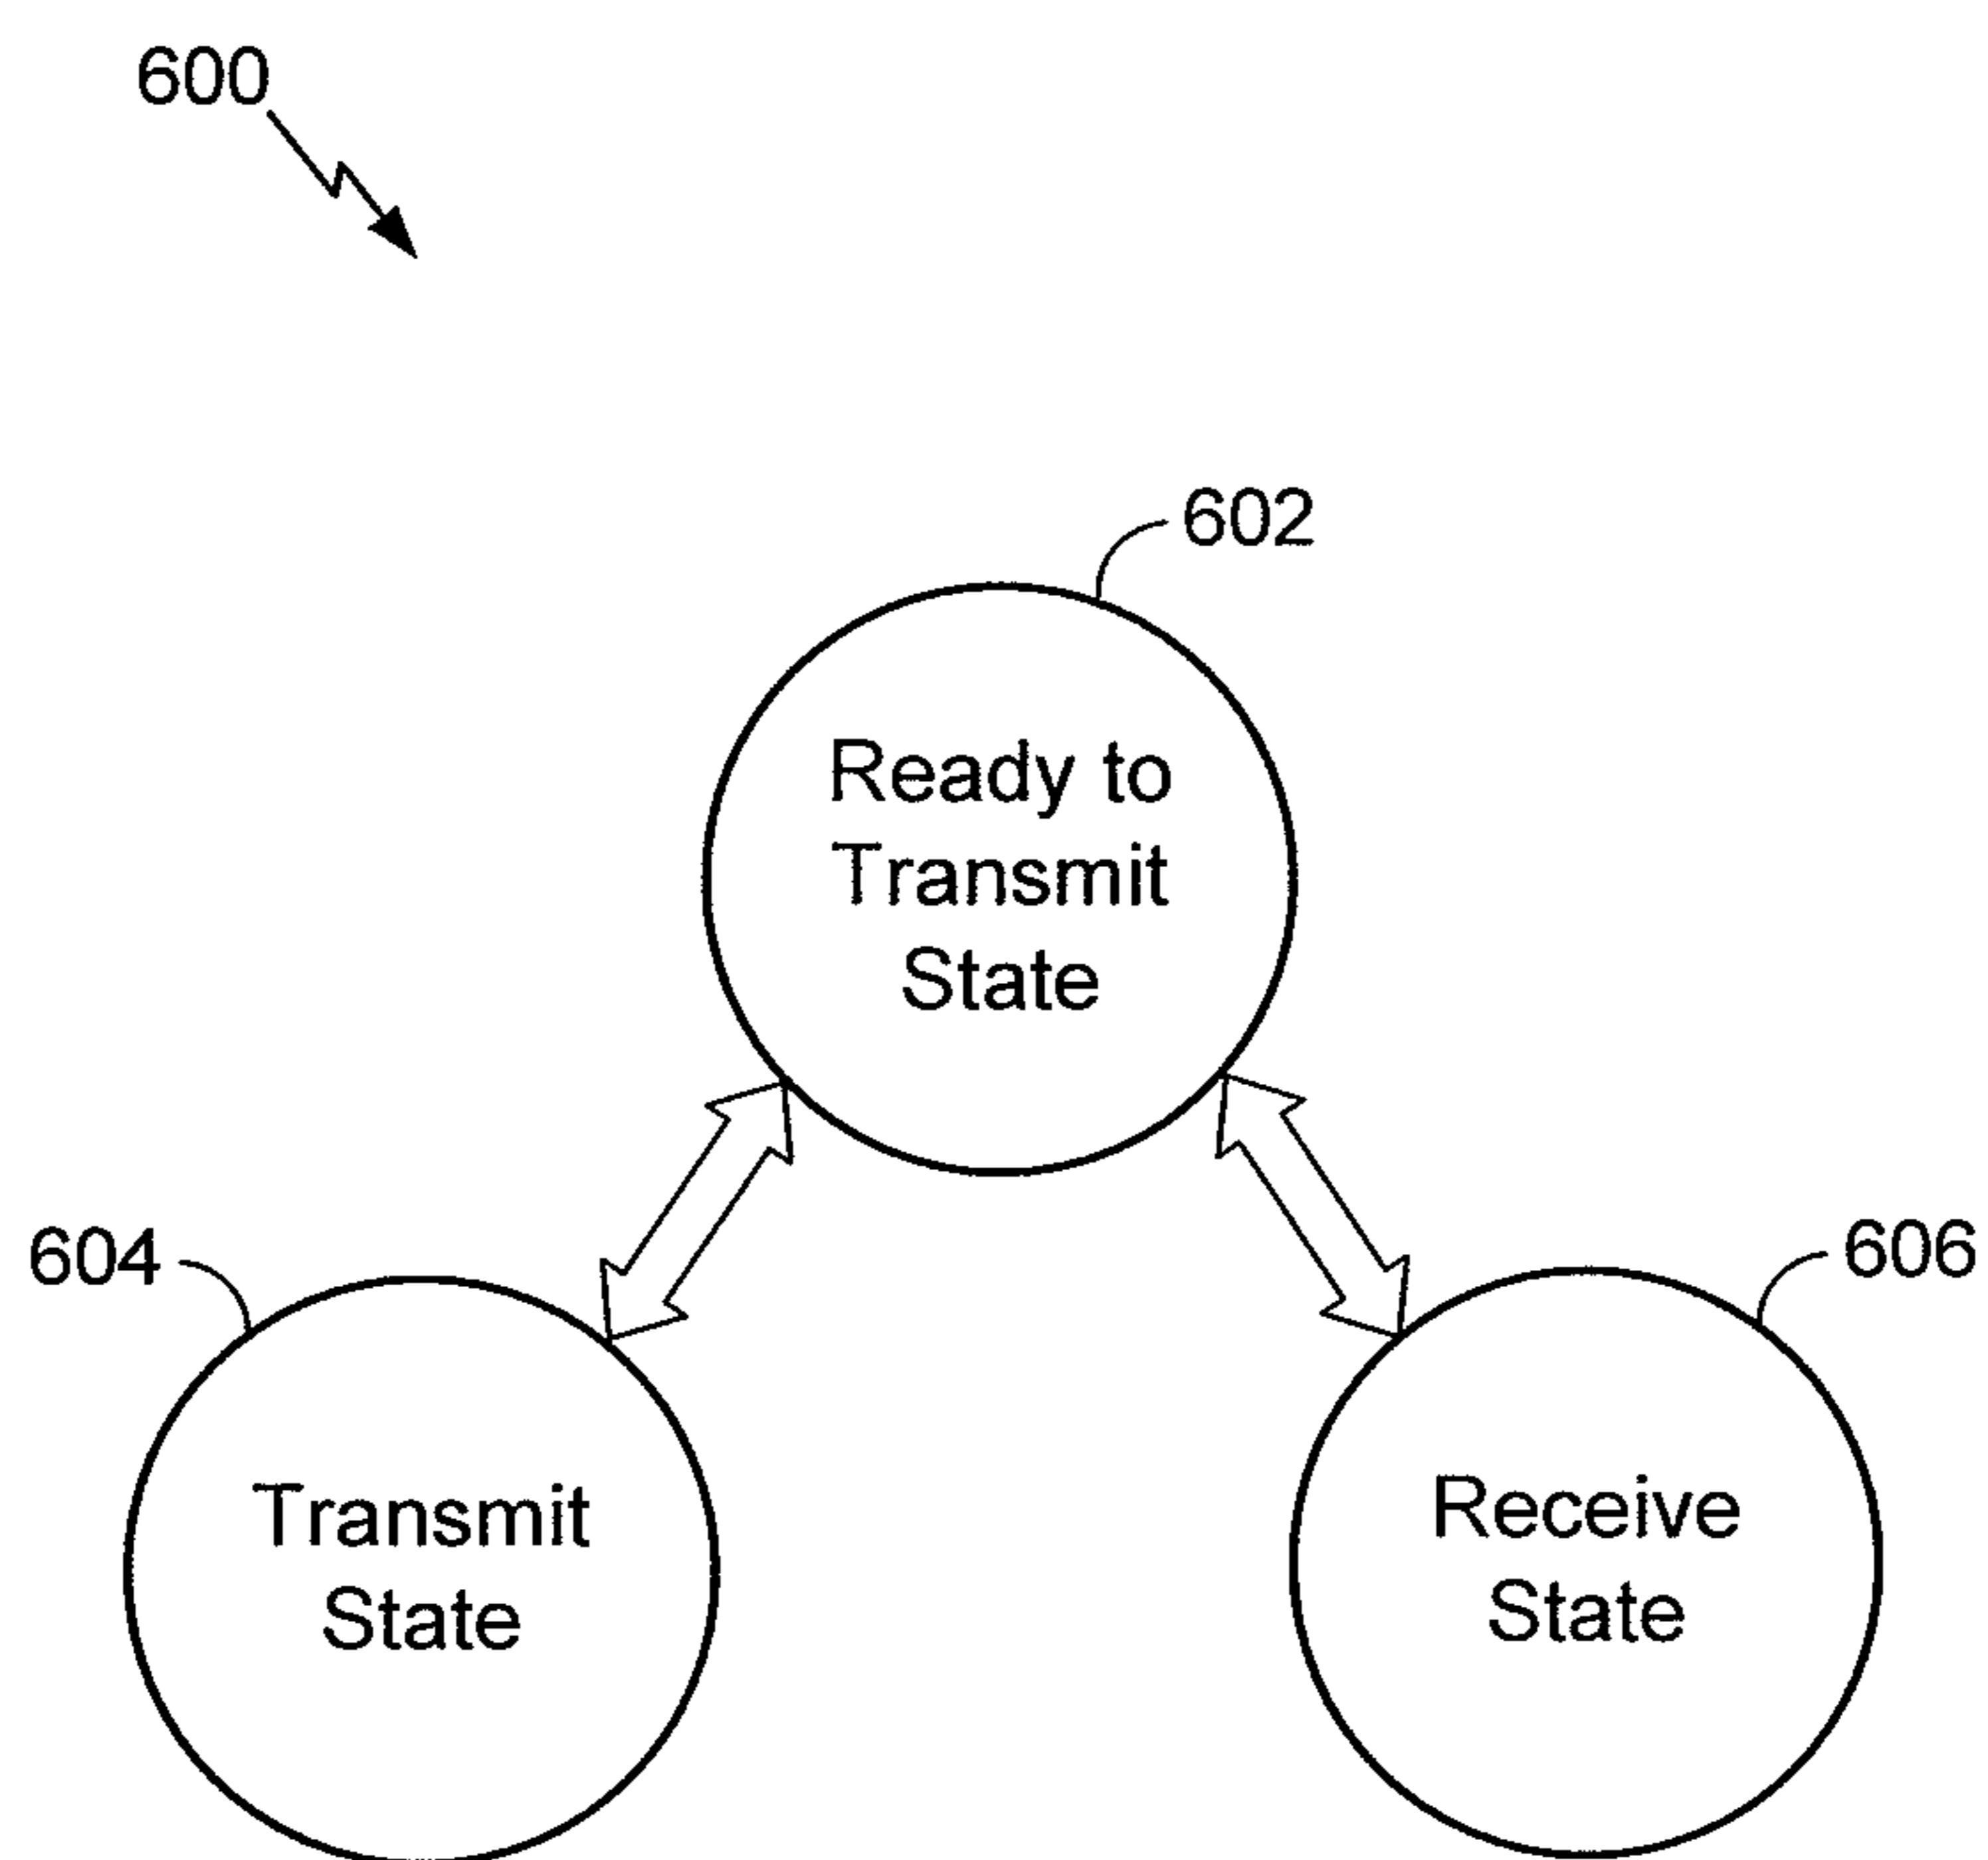 600
602
Ready to
Transmit
State
604
606
Transmit
State
Receive
State